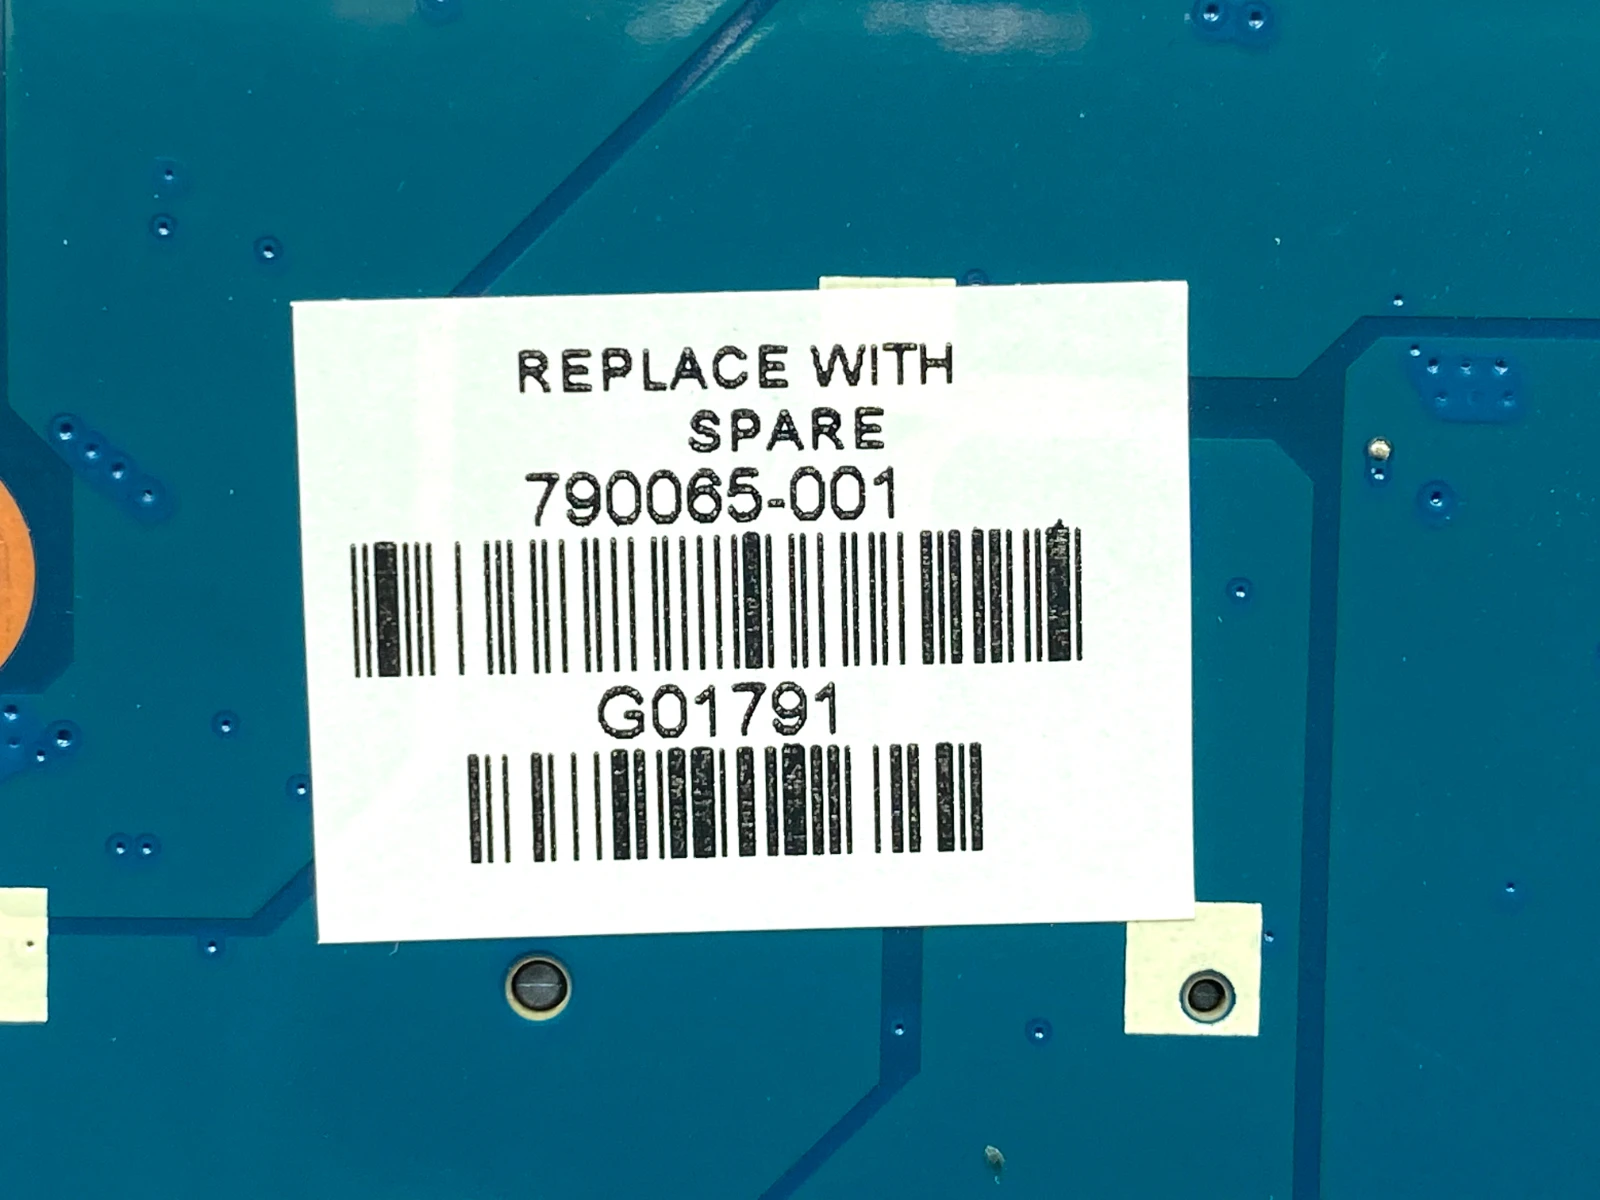 REPLACE WITH
SPARE
790065-001
G01791